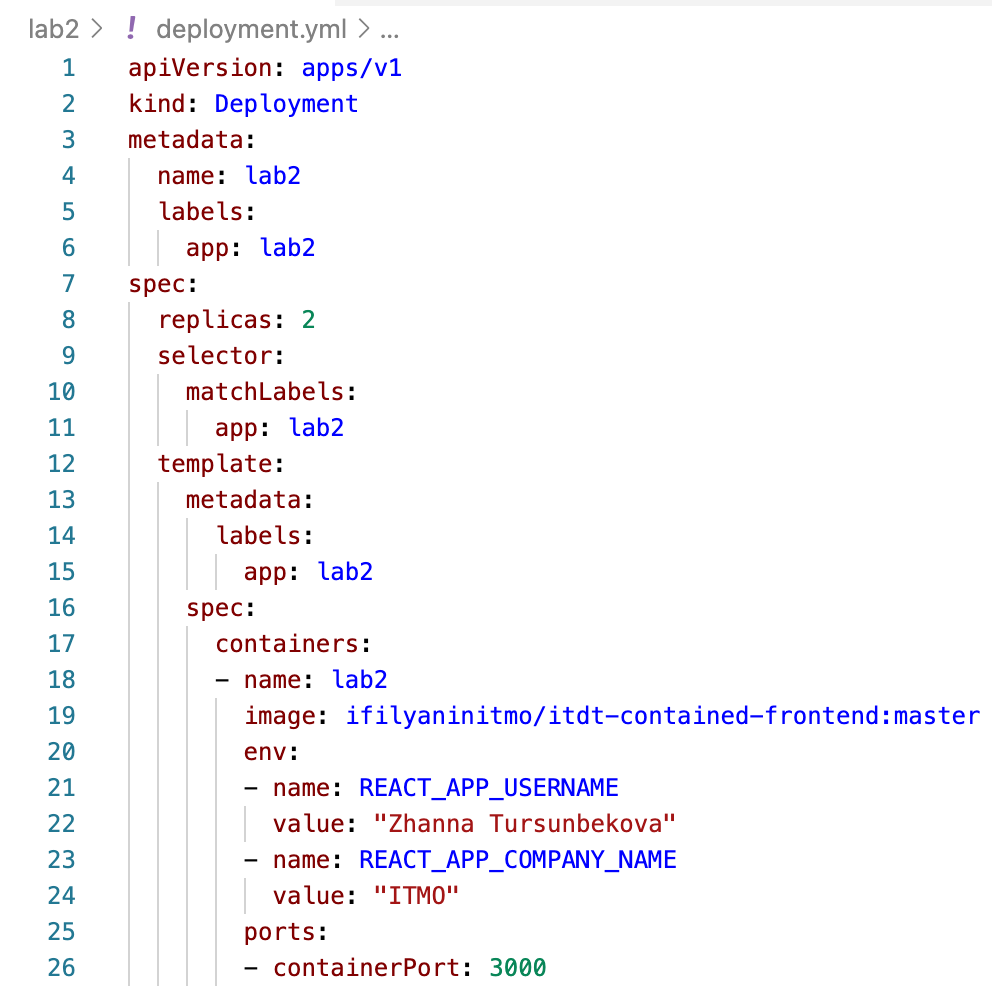 lab2 > ! deployment.yml > ...
1 apiVersion: apps/v1
2 kind: Deployment
3 metadata:
4   name: lab2
5   labels:
6     app: lab2
7 spec:
8   replicas: 2
9   selector:
10     matchLabels:
11       app: lab2
12   template:
13     metadata:
14       labels:
15         app: lab2
16     spec:
17       containers:
18       - name: lab2
19         image: ifilyaninitmo/itdt-contained-frontend:master
20         env:
21         - name: REACT_APP_USERNAME
22           value: "Zhanna Tursunbekova"
23         - name: REACT_APP_COMPANY_NAME
24           value: "ITMO"
25         ports:
26         - containerPort: 3000